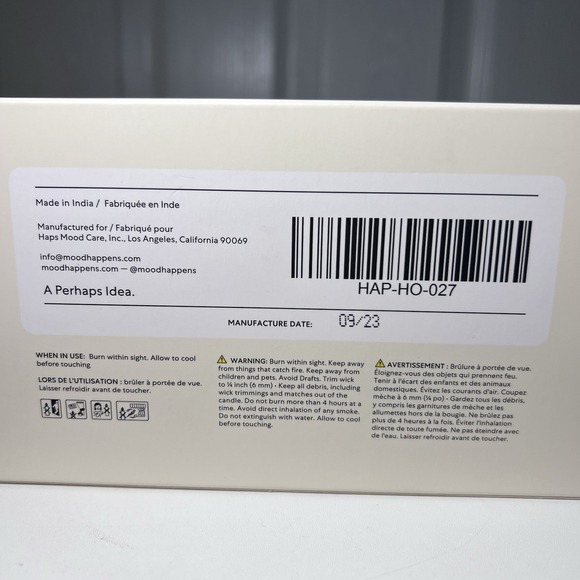 Made in India / Fabriquée en Inde
Manufactured for / Fabriqué pour
Haps Mood Care, Inc., Los Angeles, California 90069
info@moodhappens.com
moodhappens.com — @moodhappens
A Perhaps Idea.
HAP-HO-027
MANUFACTURE DATE: 09/23
WHEN IN USE: Burn within sight. Allow to cool
before touching.
LORS DE L'UTILISATION : brûler à portée de vue.
Laisser refroidir avant de toucher.
WARNING: Burn within sight. Keep away
from things that catch fire. Keep away from
children and pets. Avoid Drafts. Trim wick
to ¼ inch (6 mm) - Keep all debris, including
wick trimmings and matches out of the
candle. Do not burn more than 4 hours at a
time. Avoid direct inhalation of any smoke.
Do not extinguish with water. Allow to cool
before touching.
AVERTISSEMENT : Brûlure à portée de vue.
Éloignez-vous des objets qui prennent feu.
Tenir à l'écart des enfants et des animaux
domestiques. Évitez les courants d'air. Coupez
mèche à 6 mm (¼ po) - Gardez tous les débris,
y compris les garnitures de mèche et les
allumettes hors de la bougie. Ne brûlez pas
plus de 4 heures à la fois. Éviter l'inhalation
directe de toute fumée. Ne pas éteindre avec
de l'eau. Laisser refroidir avant de toucher.